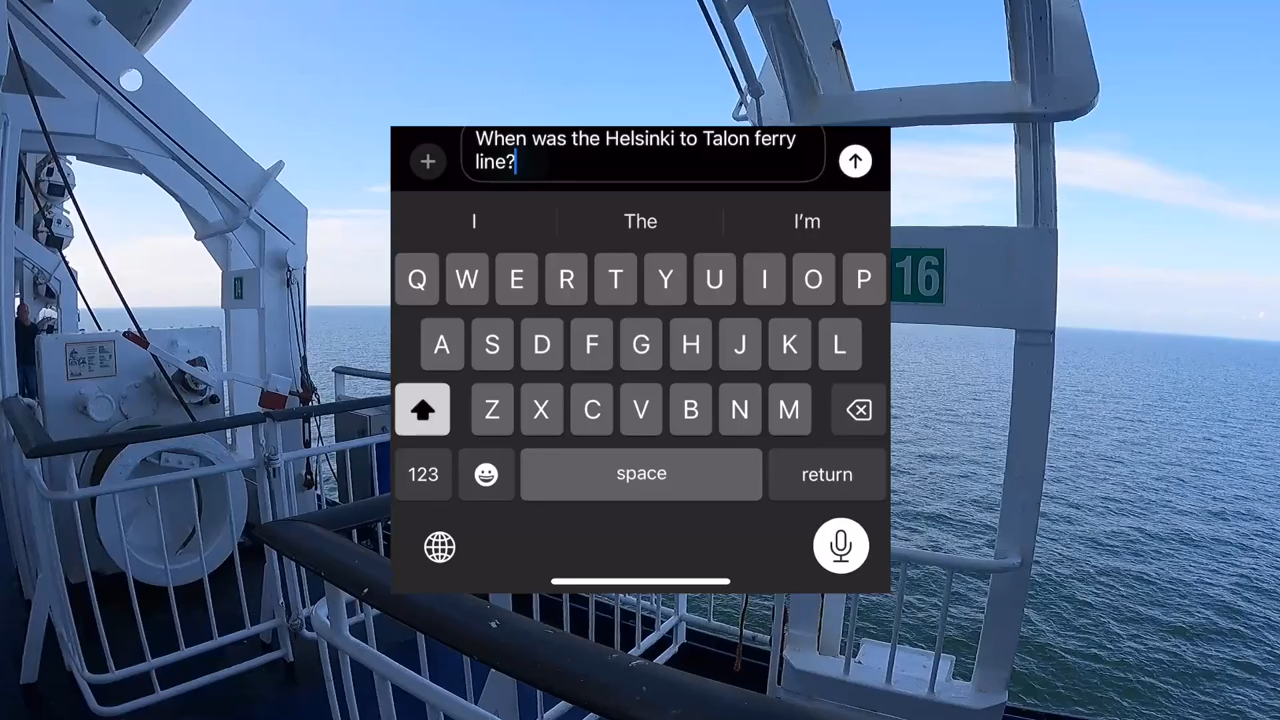 When was the Helsinki to Talon ferry
line?
I The I'm
Q W E R T Y U I O P
16
A S D F G H J K L
Z X C V B N M
123 space return